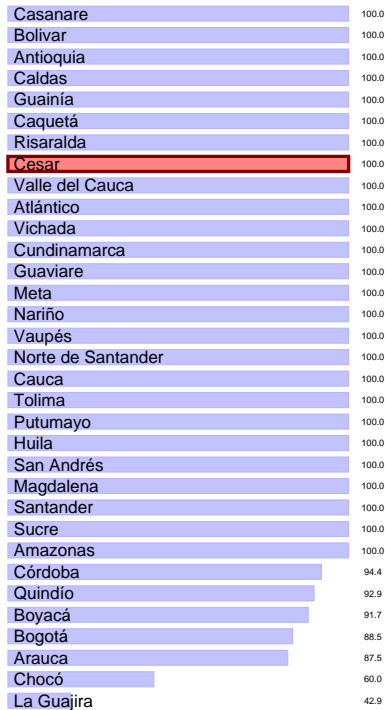 Casanare 100.0
Bolivar 100.0
Antioquia 100.0
Caldas 100.0
Guainía 100.0
Caquetá 100.0
Risaralda 100.0
Cesar 100.0
Valle del Cauca 100.0
Atlántico 100.0
Vichada 100.0
Cundinamarca 100.0
Guaviare 100.0
Meta 100.0
Nariño 100.0
Vaupés 100.0
Norte de Santander 100.0
Cauca 100.0
Tolima 100.0
Putumayo 100.0
Huila 100.0
San Andrés 100.0
Magdalena 100.0
Santander 100.0
Sucre 100.0
Amazonas 100.0
Córdoba 94.4
Quindío 92.9
Boyacá 91.7
Bogotá 88.5
Arauca 87.5
Chocó 60.0
La Guajira 42.9